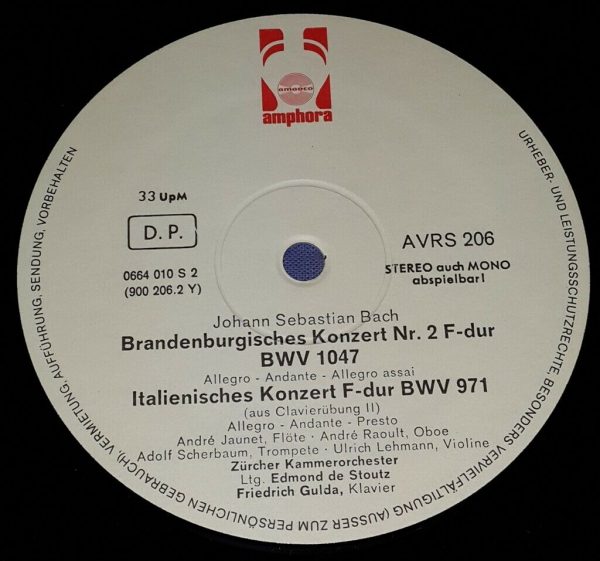 amadeo
amphora
33 UpM
D. P.
0664 010 S 2
(900 206.2 Y)
AVRS 206
STEREO auch MONO
abspielbar!
Johann Sebastian Bach
Brandenburgisches Konzert Nr. 2 F-dur
BWV 1047
Allegro - Andante - Allegro assai
Italienisches Konzert F-dur BWV 971
(aus Clavierübung II)
Allegro - Andante - Presto
André Jaunet, Flöte · André Raoult, Oboe
Adolf Scherbaum, Trompete · Ulrich Lehmann, Violine
Zürcher Kammerorchester
Ltg. Edmond de Stoutz
Friedrich Gulda, Klavier
URHEBER- UND LEISTUNGSSCHUTZRECHTE, BESONDERS VERVIELFÄLTIGUNG (AUSSER ZUM PERSÖNLICHEN GEBRAUCH), VERMIETUNG, AUFFÜHRUNG, SENDUNG, VORBEHALTEN